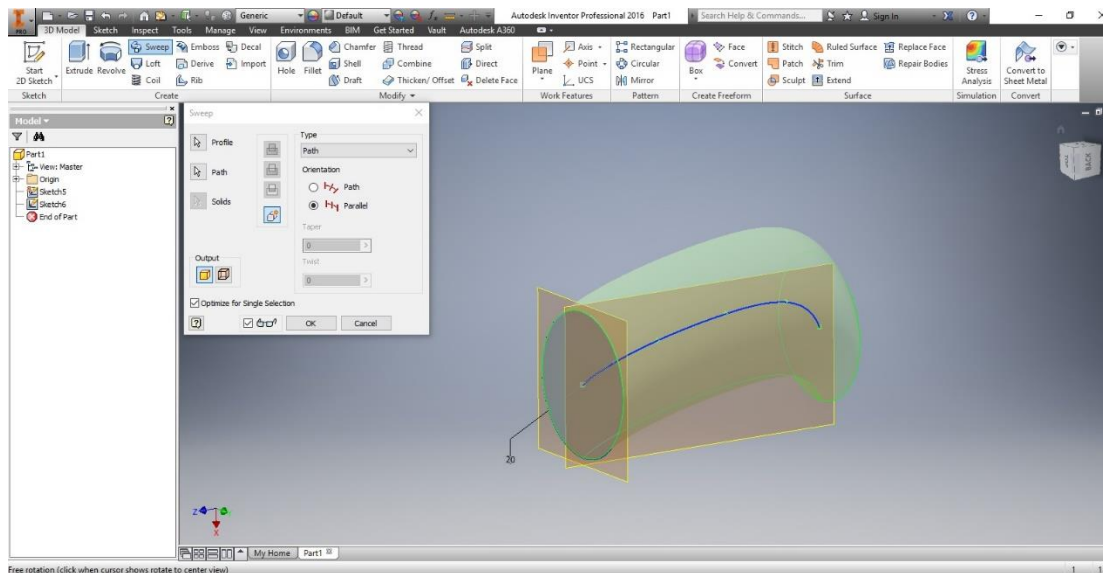 Generic Default Autodesk Inventor Professional 2016 Part1 Search Help & Commands... Sign In
PRO 3D Model Sketch Inspect Tools Manage View Environments BIM Get Started Vault Autodesk A360
Start
2D Sketch
Extrude Revolve
Sweep Emboss Decal
Loft Derive Import
Coil Rib
Hole Fillet
Chamfer Thread Split
Shell Combine Direct
Draft Thicken/ Offset Delete Face
Plane
Axis
Point
UCS
Rectangular
Circular
Mirror
Box
Face
Convert
Stitch Ruled Surface Replace Face
Patch Trim Repair Bodies
Sculpt Extend
Stress
Analysis
Convert to
Sheet Metal
Sketch Create Modify Work Features Pattern Create Freeform Surface Simulation Convert
Model
Part1
View: Master
Origin
Sketch5
Sketch6
End of Part
Sweep
Profile
Path
Solids
Output
Type
Path
Orientation
Path
Parallel
Taper
0
Twist
0
Optimize for Single Selection
OK Cancel
BACK
20
Z
X
My Home Part1
Free rotation (click when cursor shows rotate to center view) 1 1